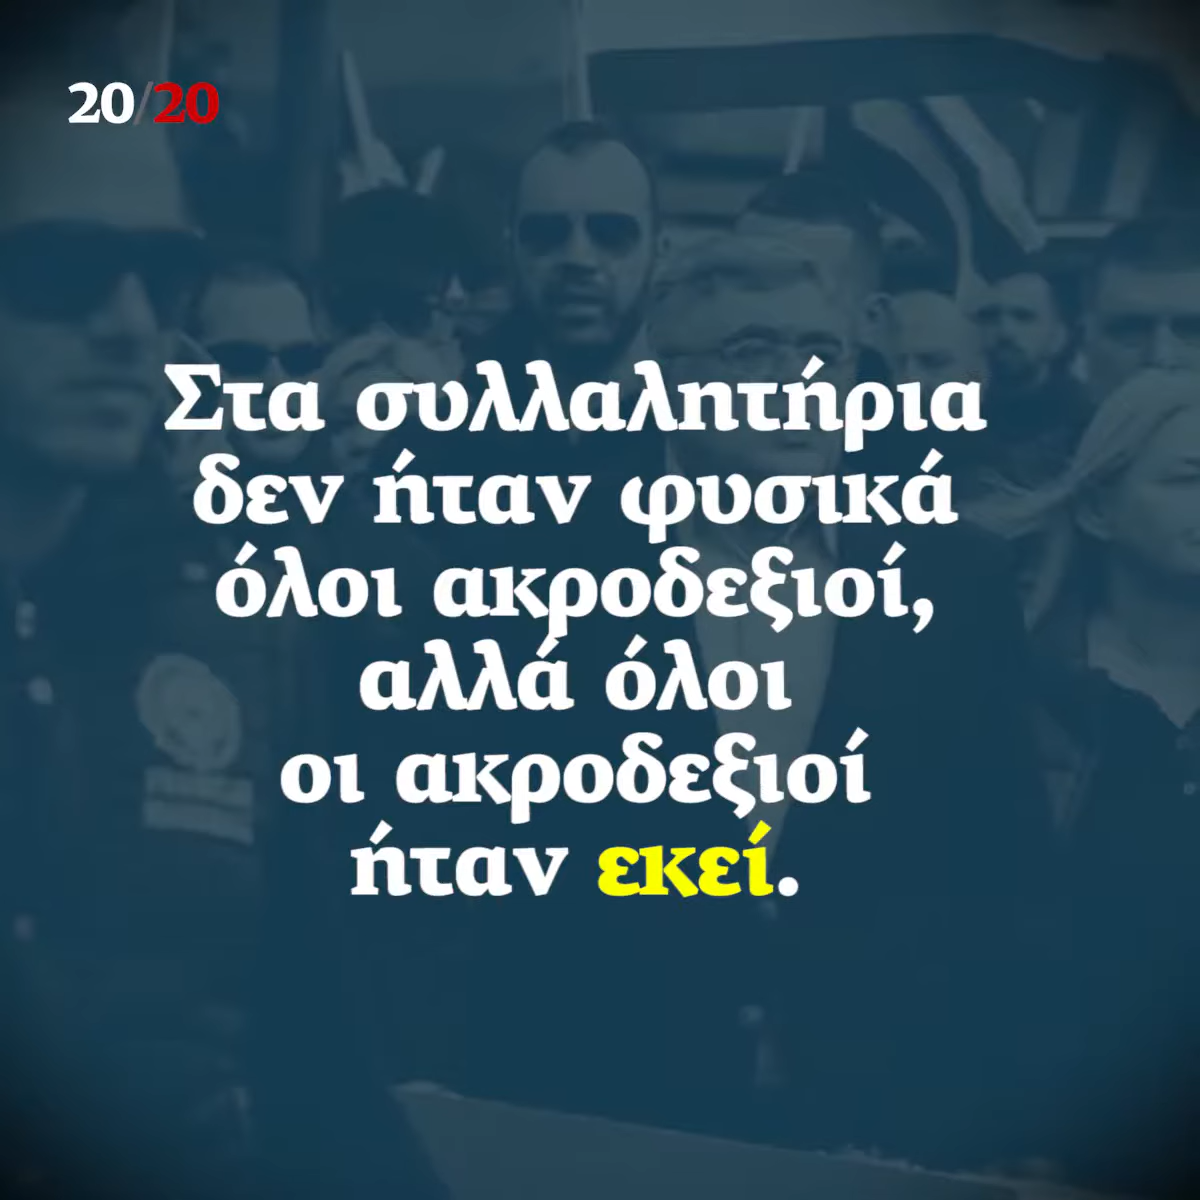 20/20
Στα συλλαλητήρια
δεν ήταν φυσικά
όλοι ακροδεξιοί,
αλλά όλοι
οι ακροδεξιοί
ήταν εκεί.